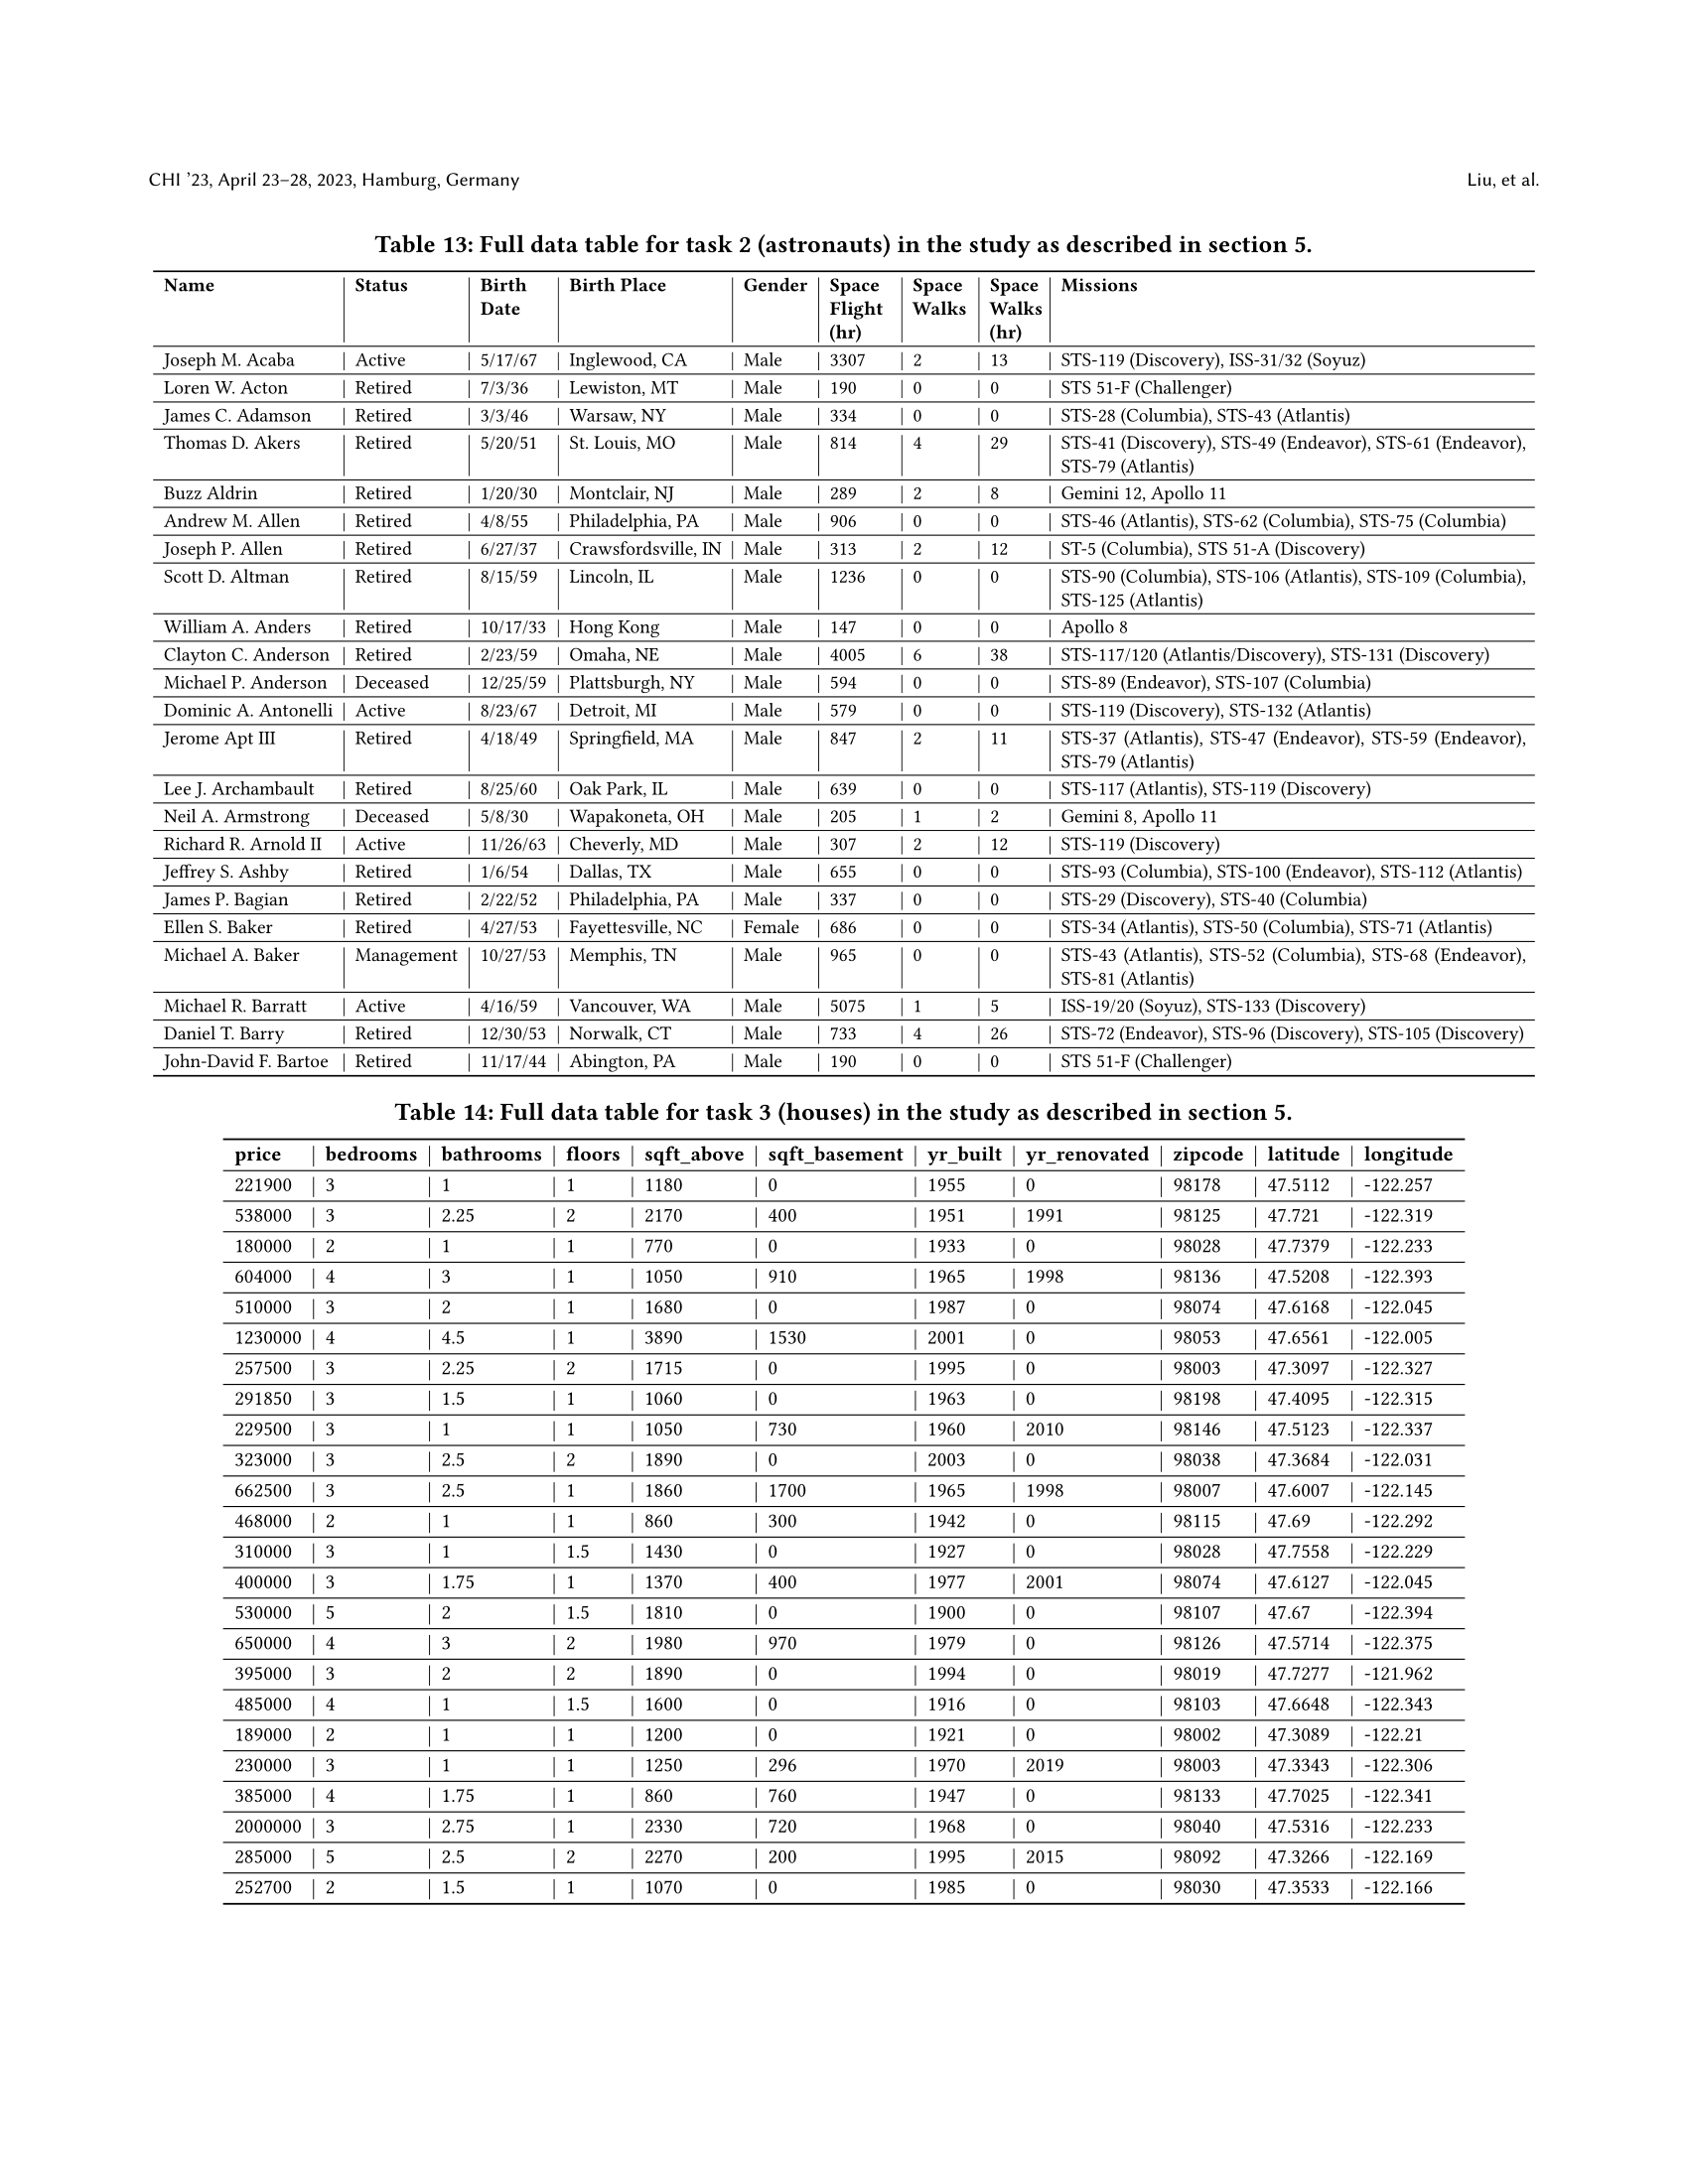 CHI '23, April 23–28, 2023, Hamburg, Germany Liu, et al.
Table 13: Full data table for task 2 (astronauts) in the study as described in section 5.
Name | Status | Birth Date | Birth Place | Gender | Space Flight (hr) | Space Walks | Space Walks (hr) | Missions
Joseph M. Acaba | Active | 5/17/67 | Inglewood, CA | Male | 3307 | 2 | 13 | STS-119 (Discovery), ISS-31/32 (Soyuz)
Loren W. Acton | Retired | 7/3/36 | Lewiston, MT | Male | 190 | 0 | 0 | STS 51-F (Challenger)
James C. Adamson | Retired | 3/3/46 | Warsaw, NY | Male | 334 | 0 | 0 | STS-28 (Columbia), STS-43 (Atlantis)
Thomas D. Akers | Retired | 5/20/51 | St. Louis, MO | Male | 814 | 4 | 29 | STS-41 (Discovery), STS-49 (Endeavor), STS-61 (Endeavor),
STS-79 (Atlantis)
Buzz Aldrin | Retired | 1/20/30 | Montclair, NJ | Male | 289 | 2 | 8 | Gemini 12, Apollo 11
Andrew M. Allen | Retired | 4/8/55 | Philadelphia, PA | Male | 906 | 0 | 0 | STS-46 (Atlantis), STS-62 (Columbia), STS-75 (Columbia)
Joseph P. Allen | Retired | 6/27/37 | Crawsfordsville, IN | Male | 313 | 2 | 12 | ST-5 (Columbia), STS 51-A (Discovery)
Scott D. Altman | Retired | 8/15/59 | Lincoln, IL | Male | 1236 | 0 | 0 | STS-90 (Columbia), STS-106 (Atlantis), STS-109 (Columbia),
STS-125 (Atlantis)
William A. Anders | Retired | 10/17/33 | Hong Kong | Male | 147 | 0 | 0 | Apollo 8
Clayton C. Anderson | Retired | 2/23/59 | Omaha, NE | Male | 4005 | 6 | 38 | STS-117/120 (Atlantis/Discovery), STS-131 (Discovery)
Michael P. Anderson | Deceased | 12/25/59 | Plattsburgh, NY | Male | 594 | 0 | 0 | STS-89 (Endeavor), STS-107 (Columbia)
Dominic A. Antonelli | Active | 8/23/67 | Detroit, MI | Male | 579 | 0 | 0 | STS-119 (Discovery), STS-132 (Atlantis)
Jerome Apt III | Retired | 4/18/49 | Springfield, MA | Male | 847 | 2 | 11 | STS-37 (Atlantis), STS-47 (Endeavor), STS-59 (Endeavor),
STS-79 (Atlantis)
Lee J. Archambault | Retired | 8/25/60 | Oak Park, IL | Male | 639 | 0 | 0 | STS-117 (Atlantis), STS-119 (Discovery)
Neil A. Armstrong | Deceased | 5/8/30 | Wapakoneta, OH | Male | 205 | 1 | 2 | Gemini 8, Apollo 11
Richard R. Arnold II | Active | 11/26/63 | Cheverly, MD | Male | 307 | 2 | 12 | STS-119 (Discovery)
Jeffrey S. Ashby | Retired | 1/6/54 | Dallas, TX | Male | 655 | 0 | 0 | STS-93 (Columbia), STS-100 (Endeavor), STS-112 (Atlantis)
James P. Bagian | Retired | 2/22/52 | Philadelphia, PA | Male | 337 | 0 | 0 | STS-29 (Discovery), STS-40 (Columbia)
Ellen S. Baker | Retired | 4/27/53 | Fayettesville, NC | Female | 686 | 0 | 0 | STS-34 (Atlantis), STS-50 (Columbia), STS-71 (Atlantis)
Michael A. Baker | Management | 10/27/53 | Memphis, TN | Male | 965 | 0 | 0 | STS-43 (Atlantis), STS-52 (Columbia), STS-68 (Endeavor),
STS-81 (Atlantis)
Michael R. Barratt | Active | 4/16/59 | Vancouver, WA | Male | 5075 | 1 | 5 | ISS-19/20 (Soyuz), STS-133 (Discovery)
Daniel T. Barry | Retired | 12/30/53 | Norwalk, CT | Male | 733 | 4 | 26 | STS-72 (Endeavor), STS-96 (Discovery), STS-105 (Discovery)
John-David F. Bartoe | Retired | 11/17/44 | Abington, PA | Male | 190 | 0 | 0 | STS 51-F (Challenger)
Table 14: Full data table for task 3 (houses) in the study as described in section 5.
price | bedrooms | bathrooms | floors | sqft_above | sqft_basement | yr_built | yr_renovated | zipcode | latitude | longitude
221900 | 3 | 1 | 1 | 1180 | 0 | 1955 | 0 | 98178 | 47.5112 | -122.257
538000 | 3 | 2.25 | 2 | 2170 | 400 | 1951 | 1991 | 98125 | 47.721 | -122.319
180000 | 2 | 1 | 1 | 770 | 0 | 1933 | 0 | 98028 | 47.7379 | -122.233
604000 | 4 | 3 | 1 | 1050 | 910 | 1965 | 1998 | 98136 | 47.5208 | -122.393
510000 | 3 | 2 | 1 | 1680 | 0 | 1987 | 0 | 98074 | 47.6168 | -122.045
1230000 | 4 | 4.5 | 1 | 3890 | 1530 | 2001 | 0 | 98053 | 47.6561 | -122.005
257500 | 3 | 2.25 | 2 | 1715 | 0 | 1995 | 0 | 98003 | 47.3097 | -122.327
291850 | 3 | 1.5 | 1 | 1060 | 0 | 1963 | 0 | 98198 | 47.4095 | -122.315
229500 | 3 | 1 | 1 | 1050 | 730 | 1960 | 2010 | 98146 | 47.5123 | -122.337
323000 | 3 | 2.5 | 2 | 1890 | 0 | 2003 | 0 | 98038 | 47.3684 | -122.031
662500 | 3 | 2.5 | 1 | 1860 | 1700 | 1965 | 1998 | 98007 | 47.6007 | -122.145
468000 | 2 | 1 | 1 | 860 | 300 | 1942 | 0 | 98115 | 47.69 | -122.292
310000 | 3 | 1 | 1.5 | 1430 | 0 | 1927 | 0 | 98028 | 47.7558 | -122.229
400000 | 3 | 1.75 | 1 | 1370 | 400 | 1977 | 2001 | 98074 | 47.6127 | -122.045
530000 | 5 | 2 | 1.5 | 1810 | 0 | 1900 | 0 | 98107 | 47.67 | -122.394
650000 | 4 | 3 | 2 | 1980 | 970 | 1979 | 0 | 98126 | 47.5714 | -122.375
395000 | 3 | 2 | 2 | 1890 | 0 | 1994 | 0 | 98019 | 47.7277 | -121.962
485000 | 4 | 1 | 1.5 | 1600 | 0 | 1916 | 0 | 98103 | 47.6648 | -122.343
189000 | 2 | 1 | 1 | 1200 | 0 | 1921 | 0 | 98002 | 47.3089 | -122.21
230000 | 3 | 1 | 1 | 1250 | 296 | 1970 | 2019 | 98003 | 47.3343 | -122.306
385000 | 4 | 1.75 | 1 | 860 | 760 | 1947 | 0 | 98133 | 47.7025 | -122.341
2000000 | 3 | 2.75 | 1 | 2330 | 720 | 1968 | 0 | 98040 | 47.5316 | -122.233
285000 | 5 | 2.5 | 2 | 2270 | 200 | 1995 | 2015 | 98092 | 47.3266 | -122.169
252700 | 2 | 1.5 | 1 | 1070 | 0 | 1985 | 0 | 98030 | 47.3533 | -122.166